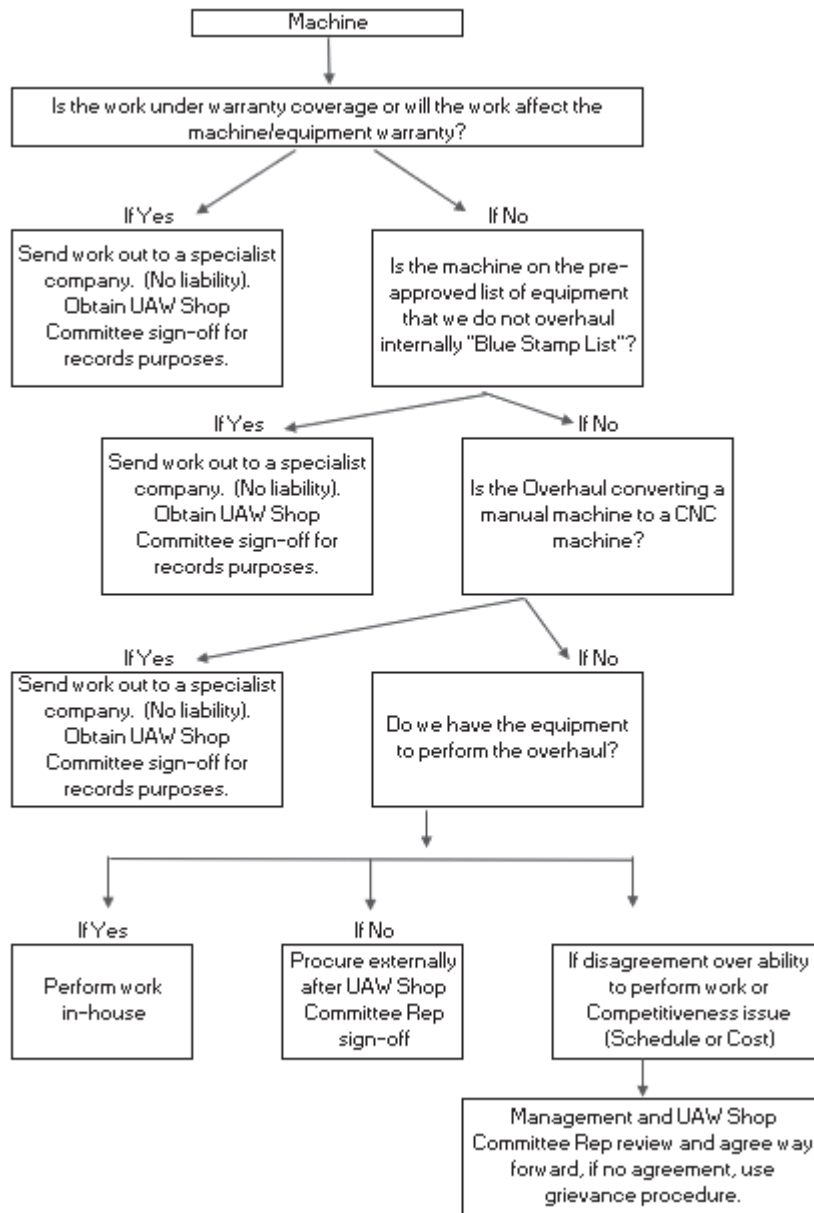 Machine
Is the work under warranty coverage or will the work affect the
machine/equipment warranty?
If Yes
If No
Send work out to a specialist
company. (No liability).
Obtain UAW Shop
Committee sign-off for
records purposes.
Is the machine on the pre-
approved list of equipment
that we do not overhaul
internally "Blue Stamp List"?
If Yes
If No
Send work out to a specialist
company. (No liability).
Obtain UAW Shop
Committee sign-off for
records purposes.
Is the Overhaul converting a
manual machine to a CNC
machine?
If Yes
If No
Send work out to a specialist
company. (No liability).
Obtain UAW Shop
Committee sign-off for
records purposes.
Do we have the equipment
to perform the overhaul?
If Yes
If No
Perform work
in-house
Procure externally
after UAW Shop
Committee Rep
sign-off
If disagreement over ability
to perform work or
Competitiveness issue
(Schedule or Cost)
Management and UAW Shop
Committee Rep review and agree way
forward, if no agreement, use
grievance procedure.